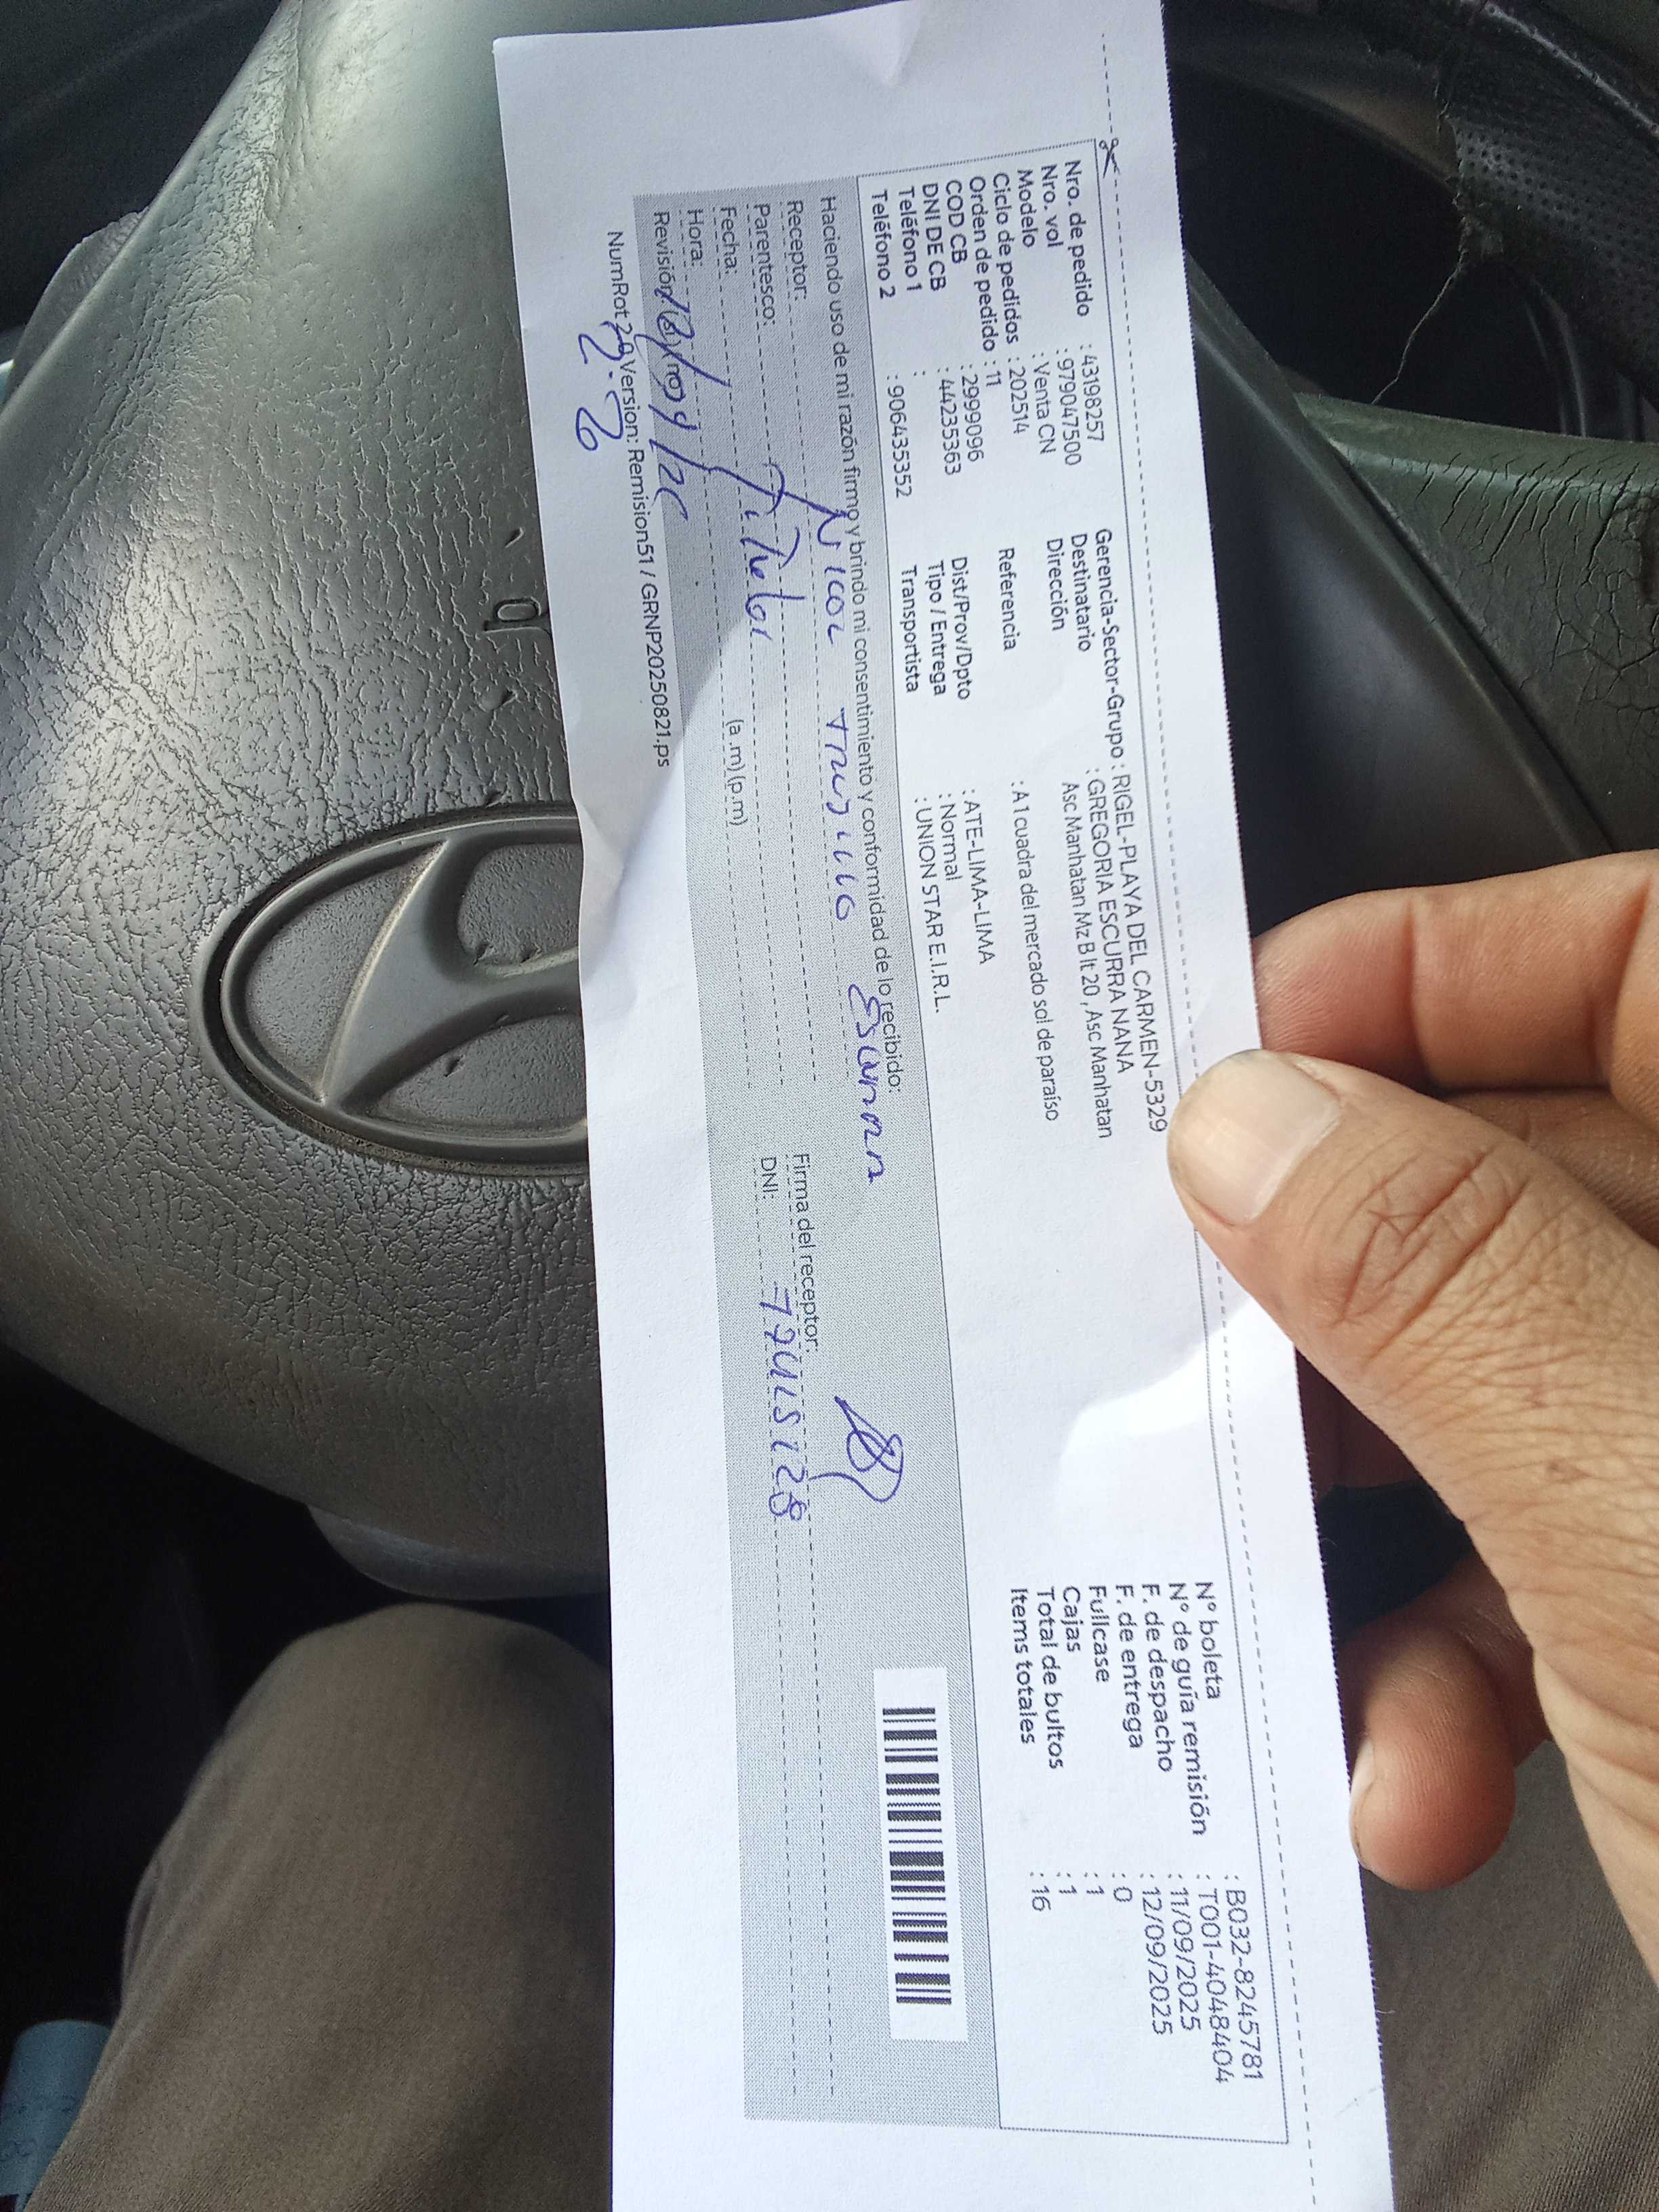 Nro. de pedido : 43198257
Nro. vol : 979047500
Modelo : Venta CN
Ciclo de pedidos : 202514
Orden de pedido : 11
COD CB : 2999096
DNI DE CB : 44235363
Teléfono 1 :
Teléfono 2 : 906435352
Gerencia-Sector-Grupo : RIGEL-PLAYA DEL CARMEN-5329
Destinatario : GREGORIA ESCURRA NANA
Dirección Asc Manhatan Mz B lt 20 , Asc Manhatan
Referencia : A 1 cuadra del mercado sol de paraíso
Dist/Prov/Dpto : ATE-LIMA-LIMA
Tipo / Entrega : Normal
Transportista : UNION STAR E.I.R.L.
N° boleta : B032-8245781
N° de guía remisión : T001-4048404
F. de despacho : 11/09/2025
F. de entrega : 12/09/2025
Fullcase : 0
Cajas : 1
Total de bultos : 1
Items totales : 16
Haciendo uso de mi razón firmo y brindo mi consentimiento y conformidad de lo recibido:
Receptor: Nicol Trujillo
Parentesco: Titular
Fecha:
Hora: (a.m) (p.m)
Revisión
Firma del receptor:
DNI:
NumRot 2.0 Version: Remision51 / GRNP20250821.ps